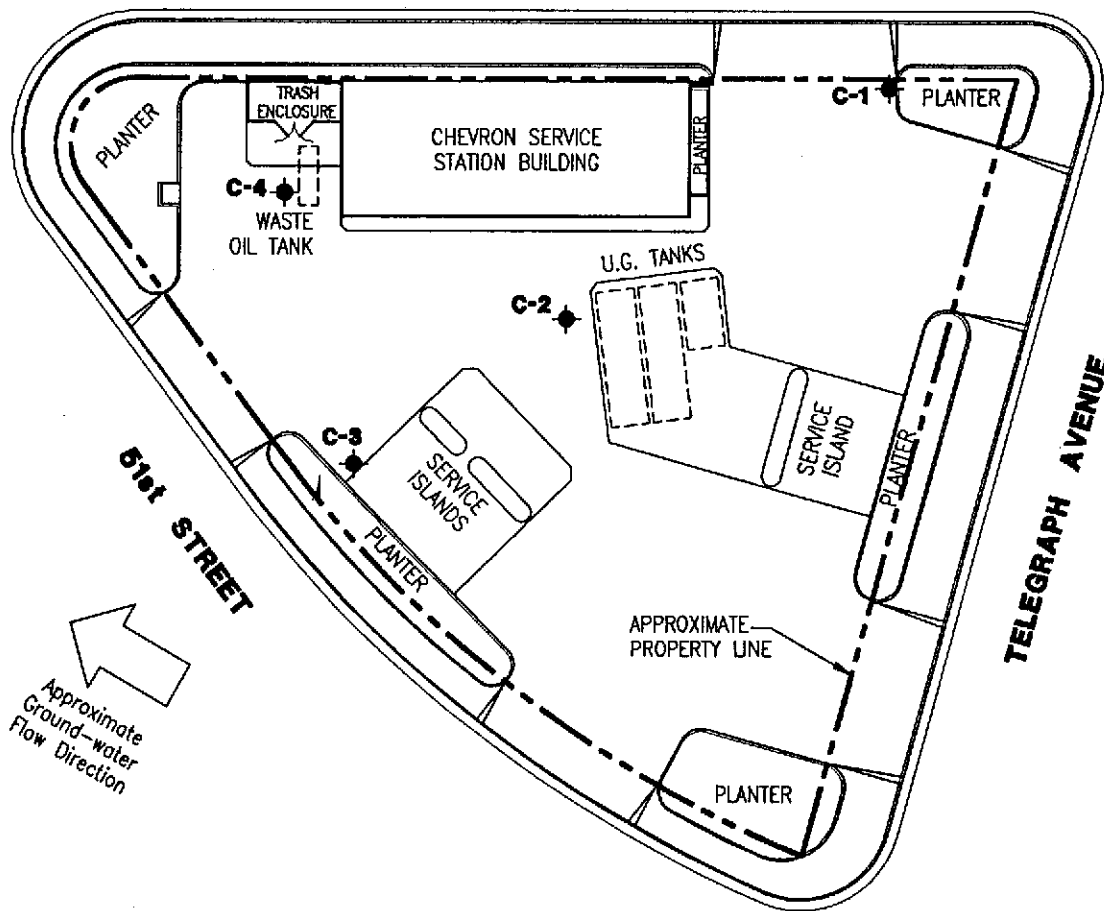 TRASH
ENCLOSURE
PLANTER
CHEVRON SERVICE
STATION BUILDING
PLANTER
C-1
PLANTER
C-4
WASTE
OIL TANK
U.G. TANKS
C-2
C-3
SERVICE
ISLANDS
SERVICE
ISLAND
PLANTER
PLANTER
51st STREET
TELEGRAPH AVENUE
APPROXIMATE
PROPERTY LINE
Approximate
Ground-water
Flow Direction
PLANTER